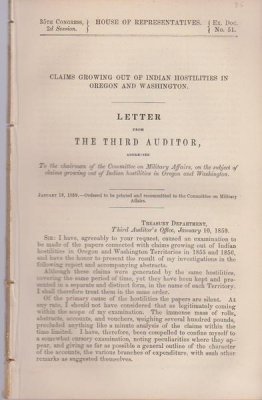 35th Congress, HOUSE OF REPRESENTATIVES. Ex. Doc.
2d Session. No. 51.
CLAIMS GROWING OUT OF INDIAN HOSTILITIES IN
OREGON AND WASHINGTON.
LETTER
FROM
THE THIRD AUDITOR,
ADDRESSED
To the chairman of the Committee on Military Affairs, on the subject of
claims growing out of Indian hostilities in Oregon and Washington.
January 18, 1859.—Ordered to be printed and recommitted to the Committee on Military
Affairs.
Treasury Department,
Third Auditor's Office, January 10, 1859.
Sir: I have, agreeably to your request, caused an examination to
be made of the papers connected with claims growing out of Indian
hostilities in Oregon and Washington Territories in 1855 and 1856,
and have the honor to present the result of my investigations in the
following report and accompanying abstracts.
Although these claims were generated by the same hostilities,
covering the same period of time, yet they have been kept and pre-
sented in a separate and distinct form, in the name of each Territory.
I shall therefore treat them in the same order.
Of the primary cause of the hostilities the papers are silent. At
any rate, I should not have considered that as legitimately coming
within the scope of my examination. The immense mass of rolls,
abstracts, accounts, and vouchers, weighing several hundred pounds,
precluded anything like a minute analysis of the claims within the
time limited. I have, therefore, been compelled to confine myself to
a somewhat cursory examination, noting peculiarities where they ap-
pear, and giving as far as possible a general outline of the character
of the accounts, the various branches of expenditure, with such other
remarks as suggested themselves.